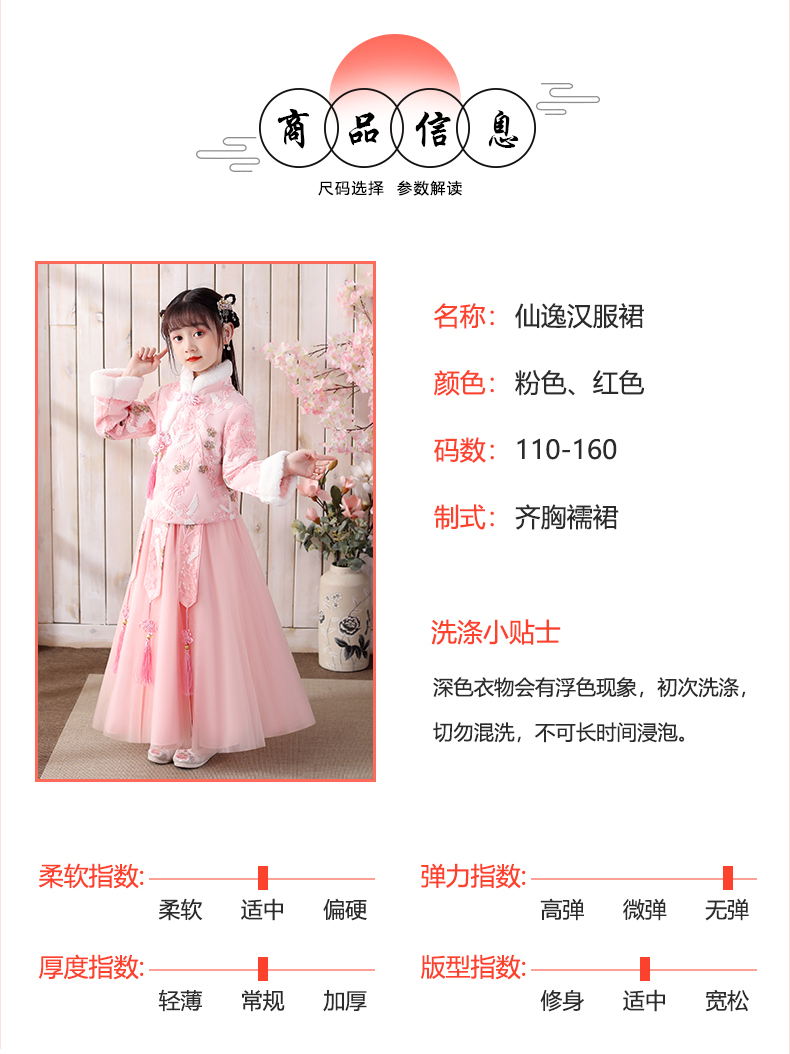 商品信息
尺码选择 参数解读
名称： 仙逸汉服裙
颜色： 粉色、红色
码数： 110-160
制式： 齐胸襦裙
洗涤小贴士
深色衣物会有浮色现象，初次洗涤，
切勿混洗，不可长时间浸泡。
柔软指数:
柔软 适中 偏硬
弹力指数:
高弹 微弹 无弹
厚度指数:
轻薄 常规 加厚
版型指数:
修身 适中 宽松